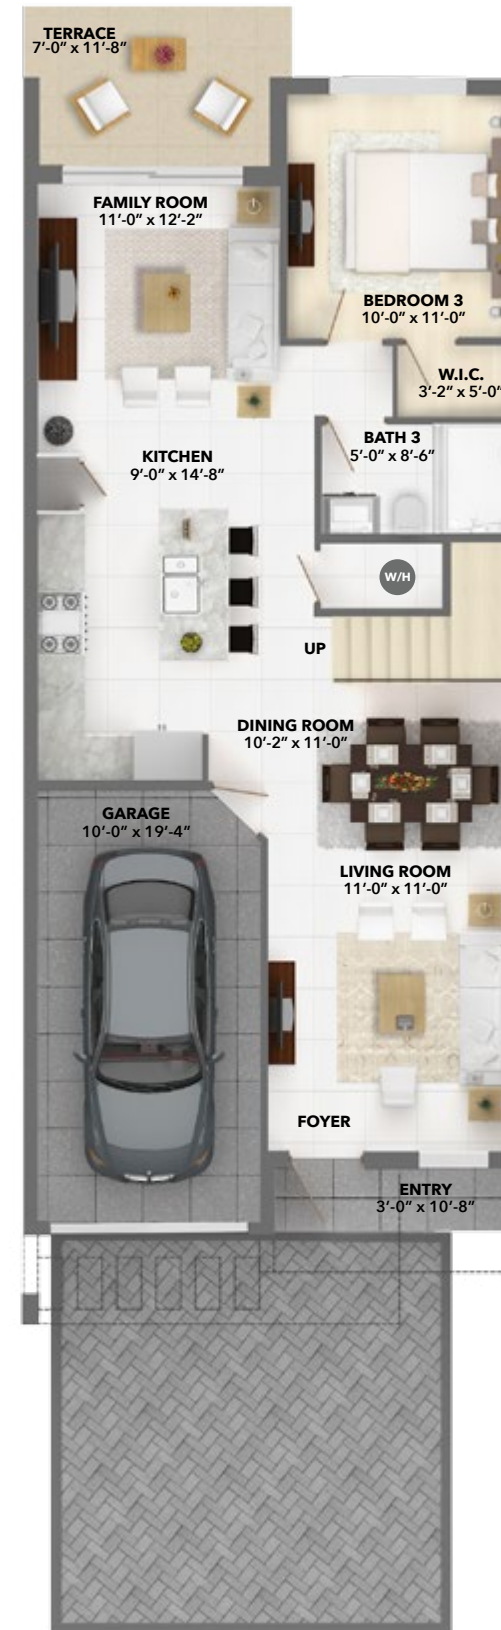 TERRACE
7'-0" x 11'-8"
FAMILY ROOM
11'-0" x 12'-2"
BEDROOM 3
10'-0" x 11'-0"
W.I.C.
3'-2" x 5'-0"
BATH 3
5'-0" x 8'-6"
KITCHEN
9'-0" x 14'-8"
W/H
UP
DINING ROOM
10'-2" x 11'-0"
GARAGE
10'-0" x 19'-4"
LIVING ROOM
11'-0" x 11'-0"
FOYER
ENTRY
3'-0" x 10'-8"